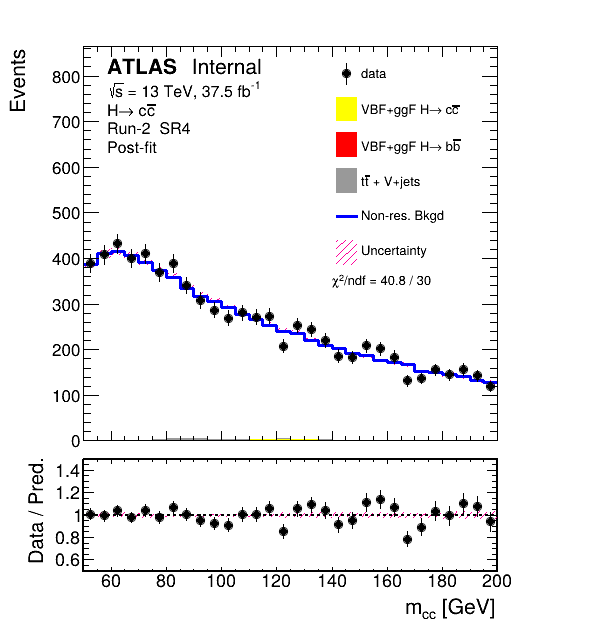 Events
ATLAS Internal
√s = 13 TeV, 37.5 fb⁻¹
H→ cc̅
Run-2 SR4
Post-fit
data
VBF+ggF H→ cc̅
VBF+ggF H→ bb̅
tt̅ + V+jets
Non-res. Bkgd
Uncertainty
χ²/ndf = 40.8 / 30
800
700
600
500
400
300
200
100
0
Data / Pred.
1.4
1.2
1
0.8
0.6
60 80 100 120 140 160 180 200
m_cc [GeV]